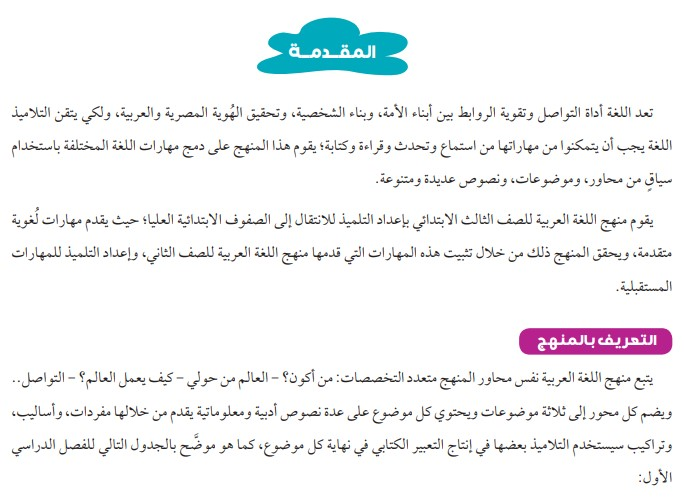 المقدمة
تعد اللغة أداة التواصل وتقوية الروابط بين أبناء الأمة، وبناء الشخصية، وتحقيق الهُوية المصرية والعربية، ولكي يتقن التلاميذ
اللغة يجب أن يتمكنوا من مهاراتها من استماع وتحدث وقراءة وكتابة؛ يقوم هذا المنهج على دمج مهارات اللغة المختلفة باستخدام
سياقٍ من محاور، وموضوعات، ونصوص عديدة ومتنوعة.
يقوم منهج اللغة العربية للصف الثالث الابتدائي بإعداد التلميذ للانتقال إلى الصفوف الابتدائية العليا؛ حيث يقدم مهارات لُغوية
متقدمة، ويحقق المنهج ذلك من خلال تثبيت هذه المهارات التي قدمها منهج اللغة العربية للصف الثاني، وإعداد التلميذ للمهارات
المستقبلية.
التعريف بالمنهج
يتبع منهج اللغة العربية نفس محاور المنهج متعدد التخصصات: من أكون؟ – العالم من حولي – كيف يعمل العالم؟ – التواصل..
ويضم كل محور إلى ثلاثة موضوعات ويحتوي كل موضوع على عدة نصوص أدبية ومعلوماتية يقدم من خلالها مفردات، وأساليب،
وتراكيب سيستخدم التلاميذ بعضها في إنتاج التعبير الكتابي في نهاية كل موضوع، كما هو موضَّح بالجدول التالي للفصل الدراسي
الأول: